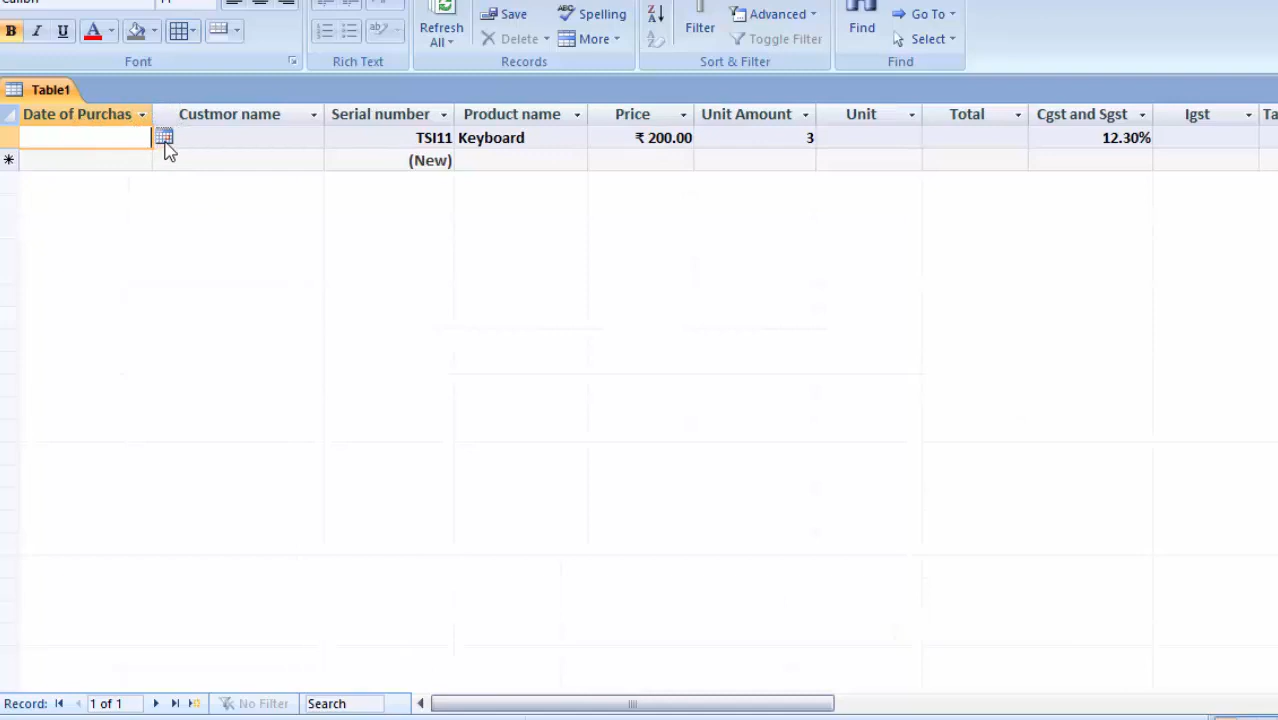 Save
Spelling
Advanced
Go To
B I U A
Refresh
All
Delete
More
Filter
Toggle Filter
Find
Select
Font
Rich Text
Records
Sort & Filter
Find
Table1
Date of Purchas Custmor name Serial number Product name Price Unit Amount Unit Total Cgst and Sgst Igst Ta
TSI11 Keyboard ₹ 200.00 3 12.30%
(New)
Record: 1 of 1 No Filter Search